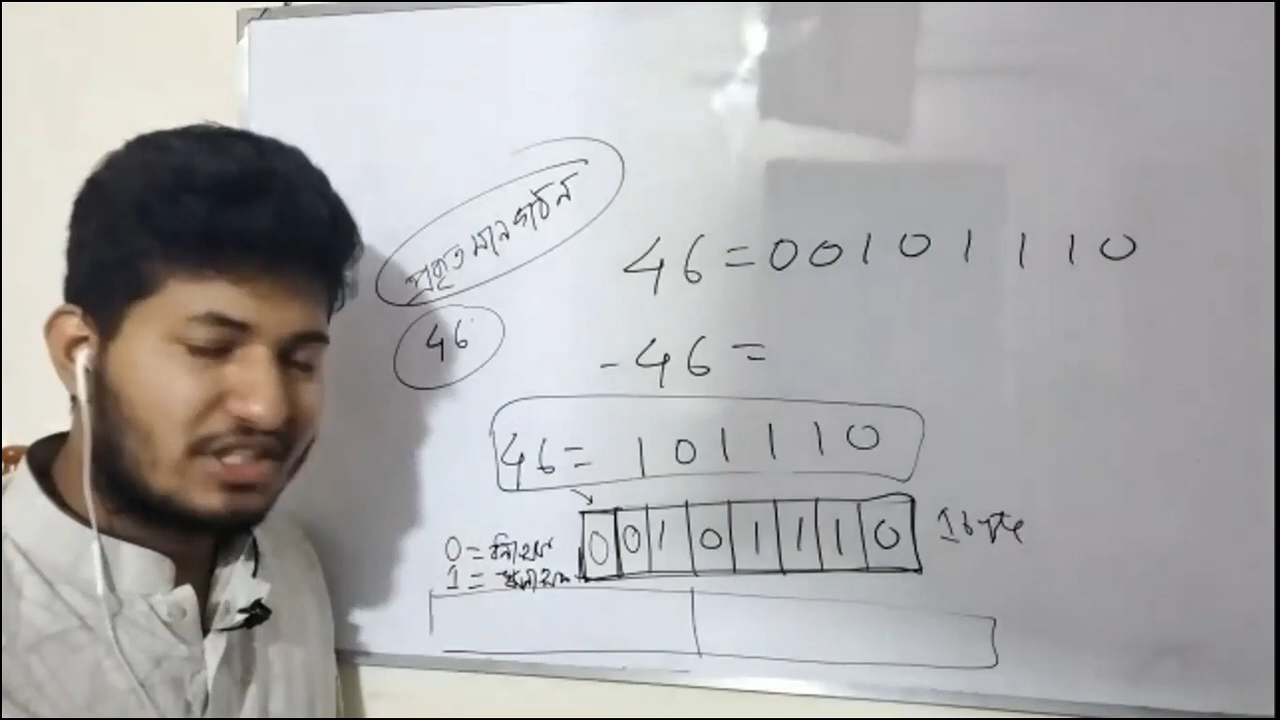 প্রকৃত মান গঠন
46
46 = 00101110
-46 =
46 = 101110
0 0 1 0 1 1 1 0
1 byte
0 =
1 =